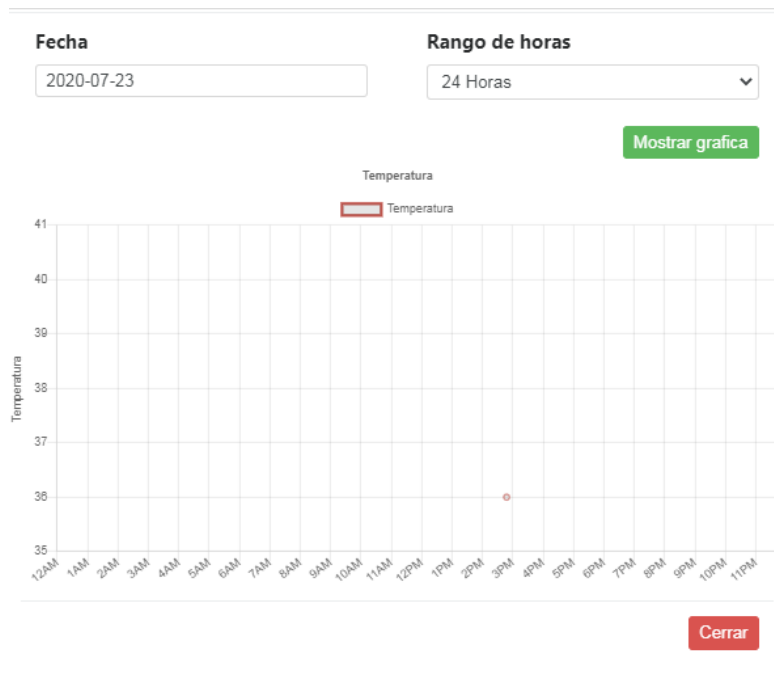 Fecha
Rango de horas
2020-07-23
24 Horas
Mostrar grafica
Temperatura
Temperatura
41
40
39
38
37
36
35
Temperatura
12AM 1AM 2AM 3AM 4AM 5AM 6AM 7AM 8AM 9AM 10AM 11AM 12PM 1PM 2PM 3PM 4PM 5PM 6PM 7PM 8PM 9PM 10PM 11PM
Cerrar